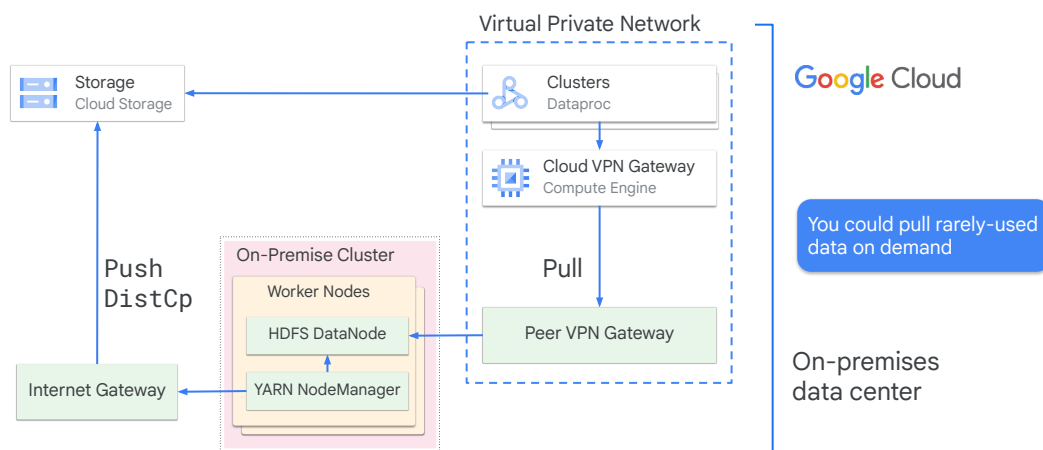 Virtual Private Network
Storage
Cloud Storage
Clusters
Dataproc
Google Cloud
Cloud VPN Gateway
Compute Engine
You could pull rarely-used
data on demand
On-Premise Cluster
Push
DistCp
Pull
Worker Nodes
HDFS DataNode
Peer VPN Gateway
Internet Gateway
YARN NodeManager
On-premises
data center